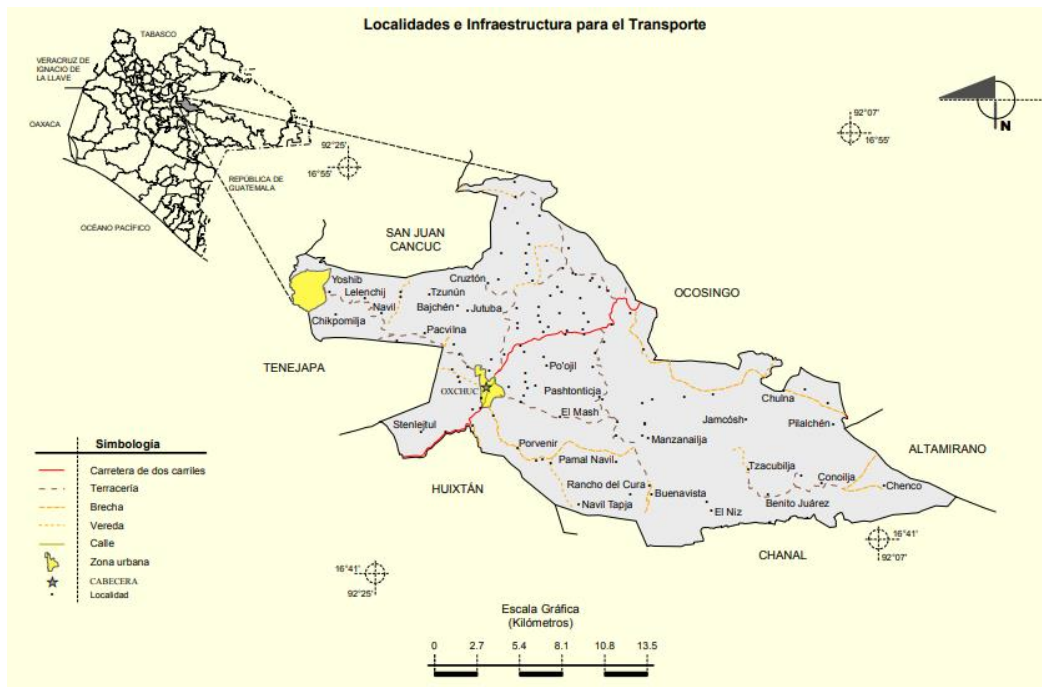 Localidades e Infraestructura para el Transporte
TABASCO
VERACRUZ DE
IGNACIO DE
LA LLAVE
OAXACA
REPÚBLICA DE
GUATEMALA
OCÉANO PACÍFICO
92°25'
16°55'
92°07'
16°55'
N
SAN JUAN
CANCUC
OCOSINGO
TENEJAPA
HUIXTÁN
ALTAMIRANO
CHANAL
Yoshib
Lelenchij
Navil
Chikpomilja
Cruztón
Tzunún
Bajchén
Jutuba
Pacvilna
OXCHUC
Po'ojil
Pashtonticja
El Mash
Stenlejtul
Porvenir
Pamal Navil
Manzanailja
Jamcósh
Chulna
Pilalchén
Rancho del Cura
Buenavista
Navil Tapja
El Niz
Tzacubilja
Conoilja
Chenco
Benito Juárez
16°41'
92°07'
16°41'
92°25'
Simbología
Carretera de dos carriles
Terracería
Brecha
Vereda
Calle
Zona urbana
CABECERA
Localidad
Escala Gráfica
(Kilómetros)
0 2.7 5.4 8.1 10.8 13.5